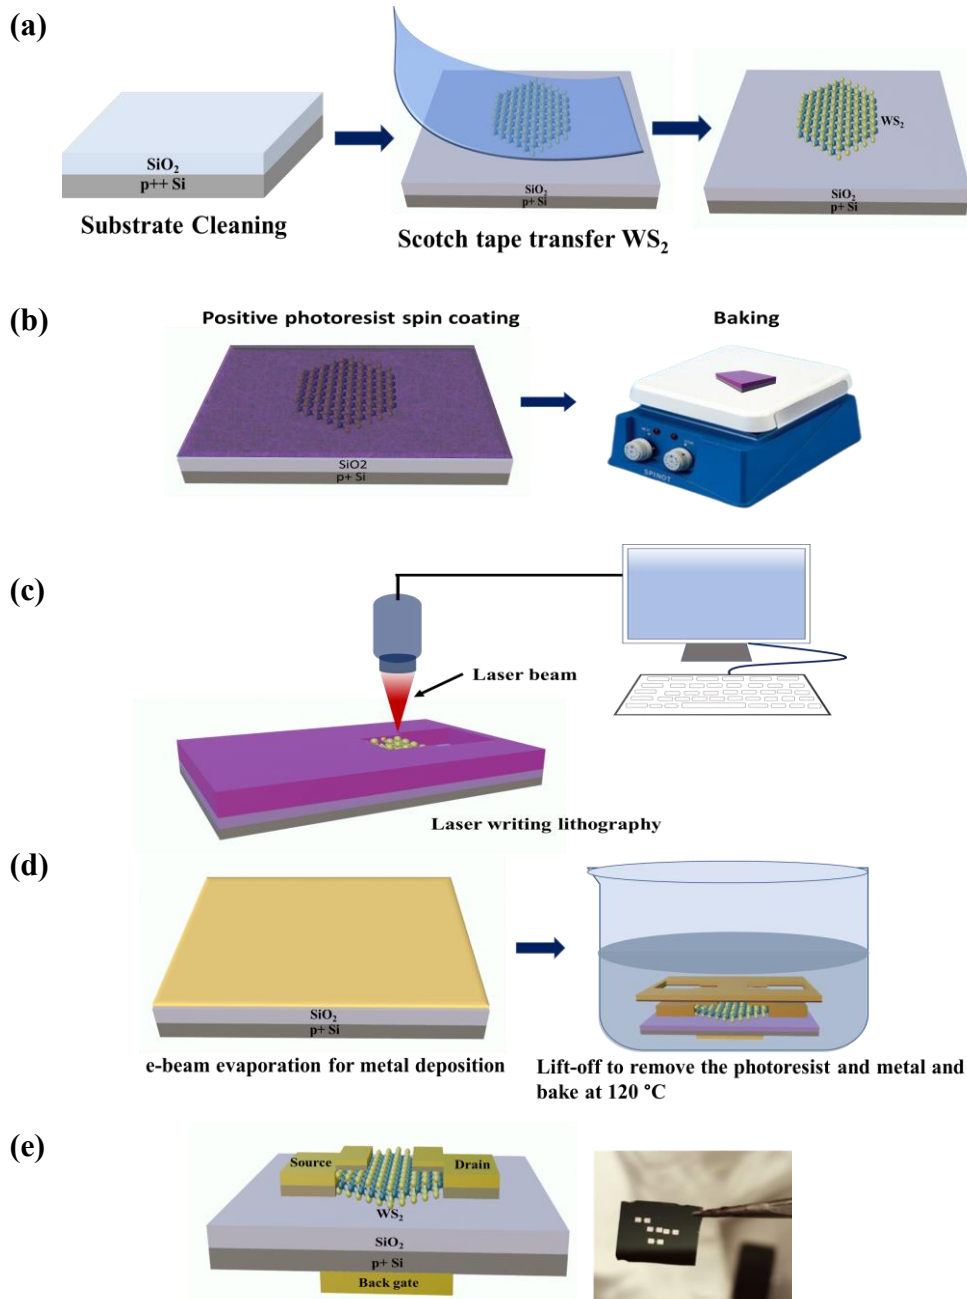 (a)
SiO2
p++ Si
Substrate Cleaning
SiO2
p+ Si
Scotch tape transfer WS2
WS2
SiO2
p+ Si
(b)
Positive photoresist spin coating
Baking
SiO2
p+ Si
SPINOT
(c)
Laser beam
Laser writing lithography
(d)
SiO2
p+ Si
e-beam evaporation for metal deposition
Lift-off to remove the photoresist and metal and
bake at 120 °C
(e)
Source
Drain
WS2
SiO2
p+ Si
Back gate